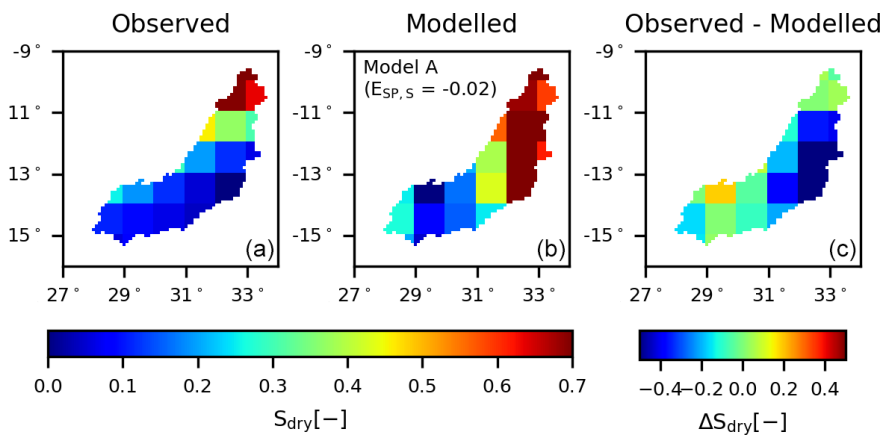 Observed
Modelled
Observed - Modelled
-9°
-11°
-13°
-15°
(a)
27° 29° 31° 33°
-9°
-11°
-13°
15°
Model A
(E_SP, S = -0.02)
(b)
27° 29° 31° 33°
-9°
-11°
-13°
15°
(c)
27° 29° 31° 33°
0.0 0.1 0.2 0.3 0.4 0.5 0.6 0.7
S_dry[−]
−0.4 −0.2 0.0 0.2 0.4
ΔS_dry[−]